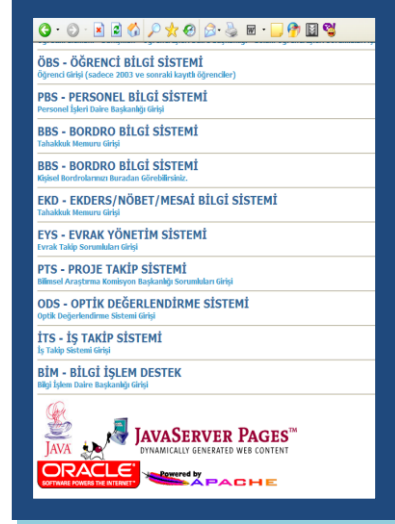 ÖBS - ÖĞRENCİ BİLGİ SİSTEMİ
Öğrenci Girişi (sadece 2003 ve sooraki kayıtlı öğrenciler)
PBS - PERSONEL BİLGİ SİSTEMİ
Personel İşleri Daire Başkanlığı Girişi
BBS - BORDRO BİLGİ SİSTEMİ
Tahakkuk Memuru Girişi
BBS - BORDRO BİLGİ SİSTEMİ
Kişisel Bordrolarınızı Buradan Görebilirsiniz.
EKD - EKDERS/NÖBET/MESAİ BİLGİ SİSTEMİ
Tahakkuk Memuru Girişi
EYS - EVRAK YÖNETİM SİSTEMİ
Evrak Takip Sorumluları Girişi
PTS - PROJE TAKİP SİSTEMİ
Bilimsel Araştırma Komisyon Başkanlığı Sorumluları Girişi
ODS - OPTİK DEĞERLENDİRME SİSTEMİ
Optik Değerlendirme Sistemi Girişi
İTS - İŞ TAKİP SİSTEMİ
İş Takip Sistemi Girişi
BİM - BİLGİ İŞLEM DESTEK
Bilgi İşlem Daire Başkanlığı Girişi
JAVA
JAVASERVER PAGES™
DYNAMICALLY GENERATED WEB CONTENT
ORACLE
SOFTWARE POWERS THE INTERNET™
Powered by
APACHE